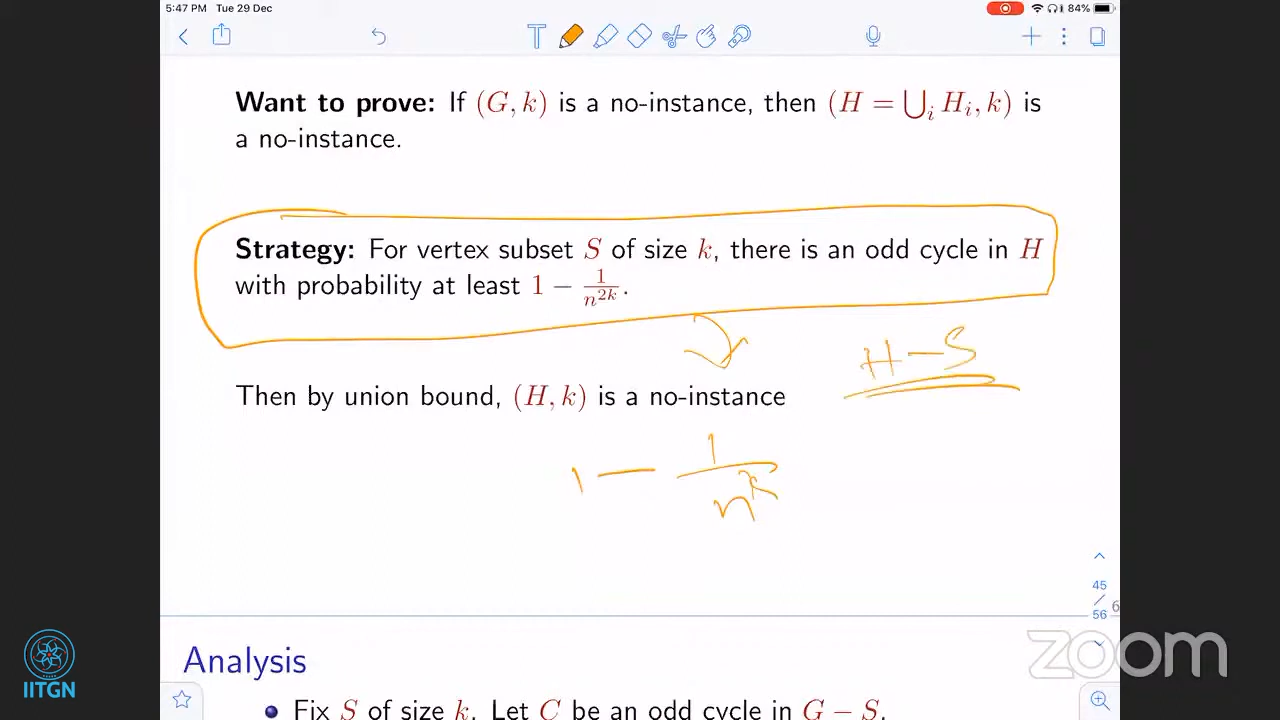 5:47 PM Tue 29 Dec
84%
Want to prove: If (G, k) is a no-instance, then (H = ⋃ᵢ Hᵢ, k) is
a no-instance.
Strategy: For vertex subset S of size k, there is an odd cycle in H
with probability at least 1 − 1/n^{2k}.
H − S
Then by union bound, (H, k) is a no-instance
1 − 1/n^k
45
/
56
6
zoom
IITGN
Analysis
• Fix S of size k. Let C be an odd cycle in G − S.